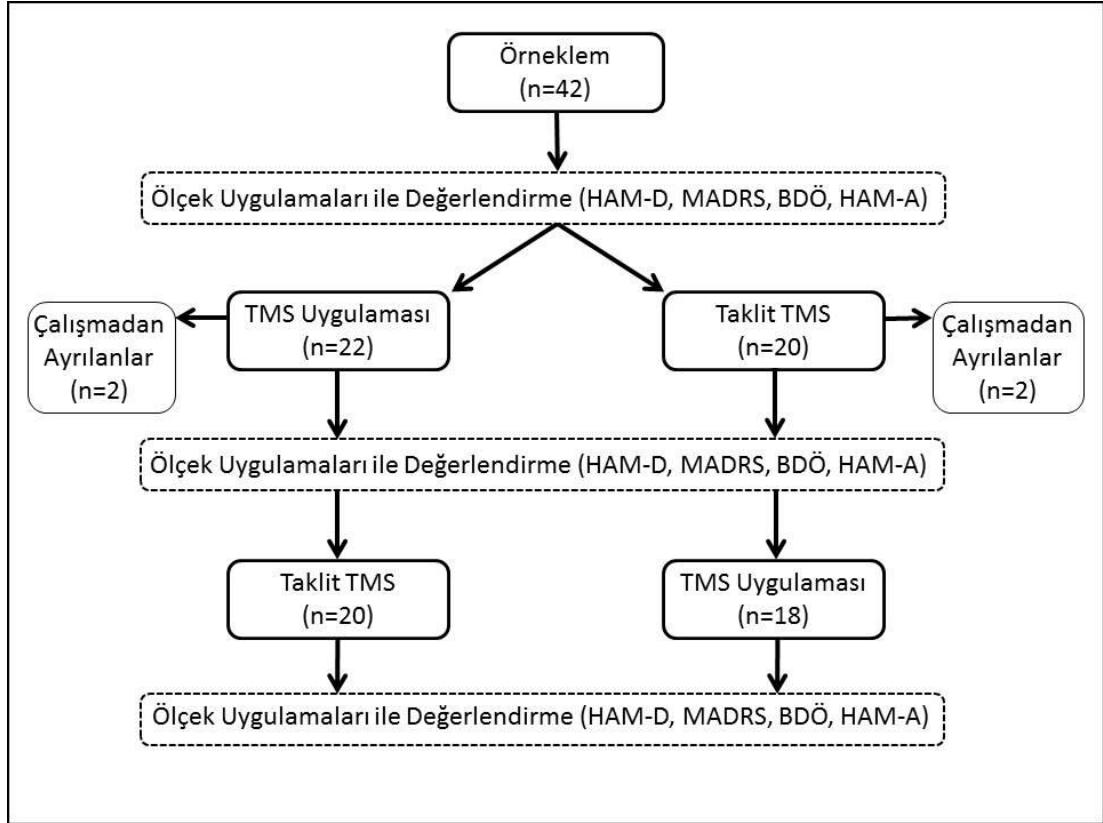 Örneklem
(n=42)
Ölçek Uygulamaları ile Değerlendirme (HAM-D, MADRS, BDÖ, HAM-A)
TMS Uygulaması
(n=22)
Taklit TMS
(n=20)
Çalışmadan
Ayrılanlar
(n=2)
Çalışmadan
Ayrılanlar
(n=2)
Ölçek Uygulamaları ile Değerlendirme (HAM-D, MADRS, BDÖ, HAM-A)
Taklit TMS
(n=20)
TMS Uygulaması
(n=18)
Ölçek Uygulamaları ile Değerlendirme (HAM-D, MADRS, BDÖ, HAM-A)